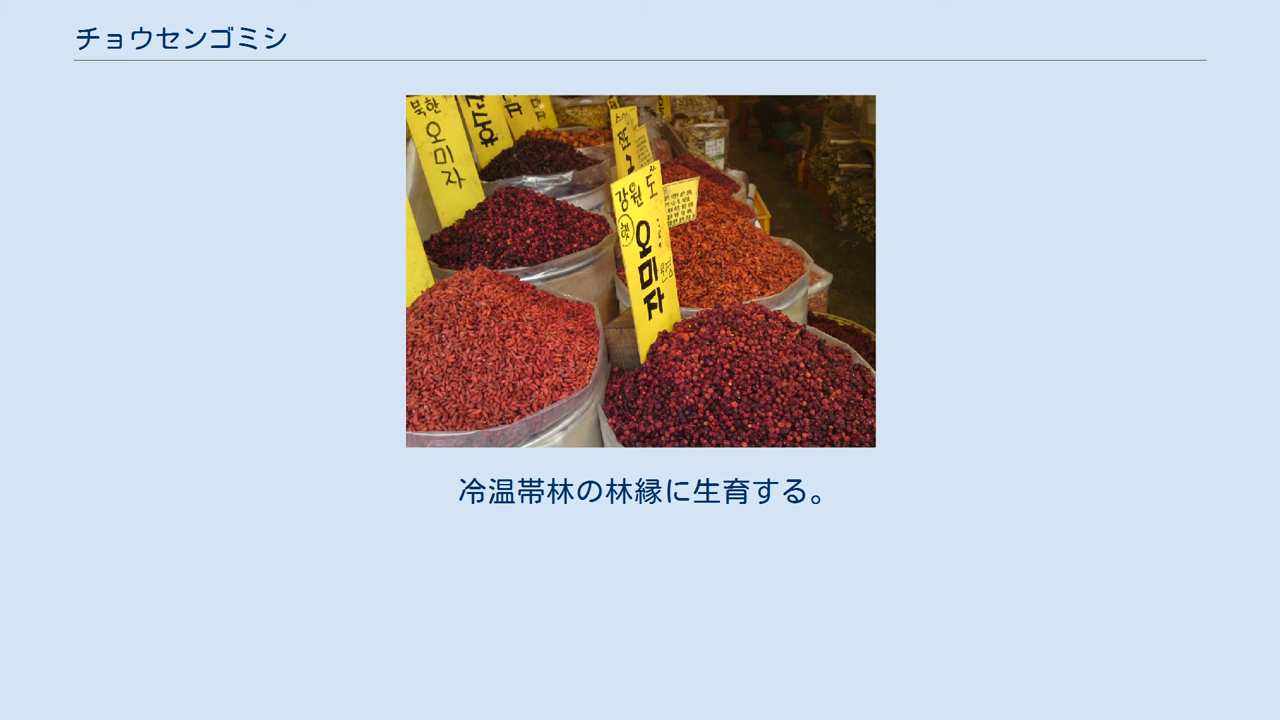 チョウセンゴミシ
북한
오미자
강원도
햇
오미자
冷温帯林の林縁に生育する。